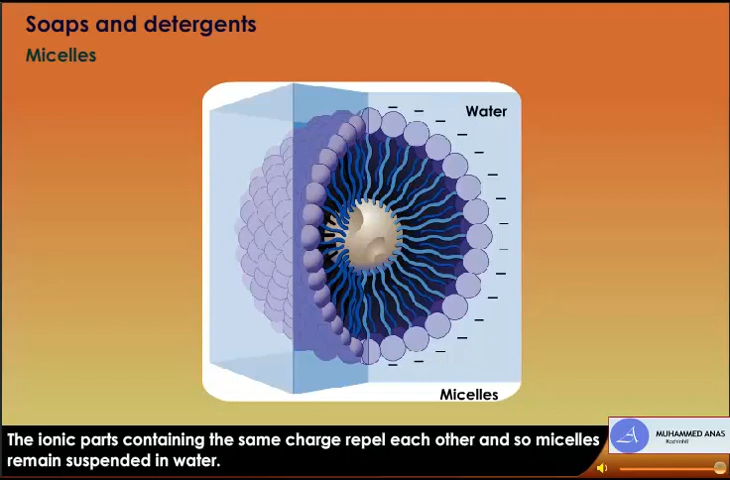 Soaps and detergents
Micelles
Water
Micelles
The ionic parts containing the same charge repel each other and so micelles
remain suspended in water.
MUHAMMED ANAS